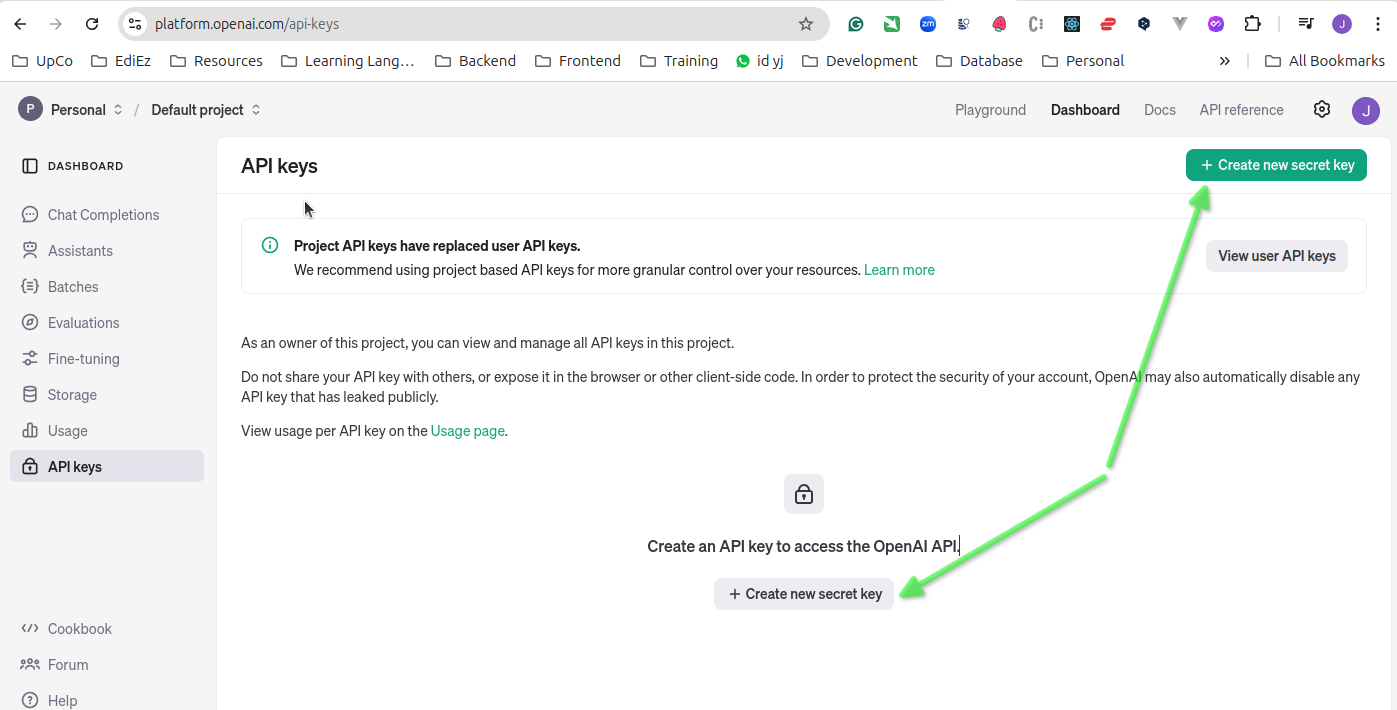 platform.openai.com/api-keys
zm
J
UpCo
EdiEz
Resources
Learning Lang...
Backend
Frontend
Training
id yj
Development
Database
Personal
»
All Bookmarks
P
Personal / Default project
Playground
Dashboard
Docs
API reference
J
DASHBOARD
Chat Completions
Assistants
Batches
Evaluations
Fine-tuning
Storage
Usage
API keys
Cookbook
Forum
Help
API keys
+ Create new secret key
Project API keys have replaced user API keys.
We recommend using project based API keys for more granular control over your resources. Learn more
View user API keys
As an owner of this project, you can view and manage all API keys in this project.
Do not share your API key with others, or expose it in the browser or other client-side code. In order to protect the security of your account, OpenAI may also automatically disable any
API key that has leaked publicly.
View usage per API key on the Usage page.
Create an API key to access the OpenAI API.
+ Create new secret key